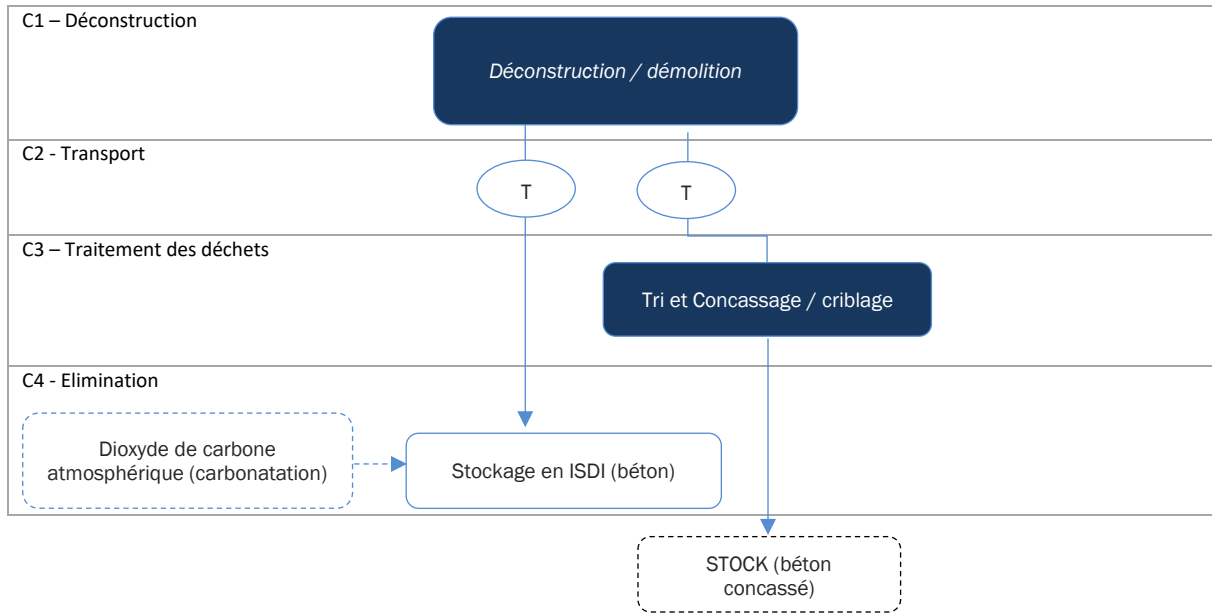 C1 – Déconstruction
Déconstruction / démolition
C2 - Transport
T
T
C3 – Traitement des déchets
Tri et Concassage / criblage
C4 - Elimination
Dioxyde de carbone
atmosphérique (carbonatation)
Stockage en ISDI (béton)
STOCK (béton
concassé)